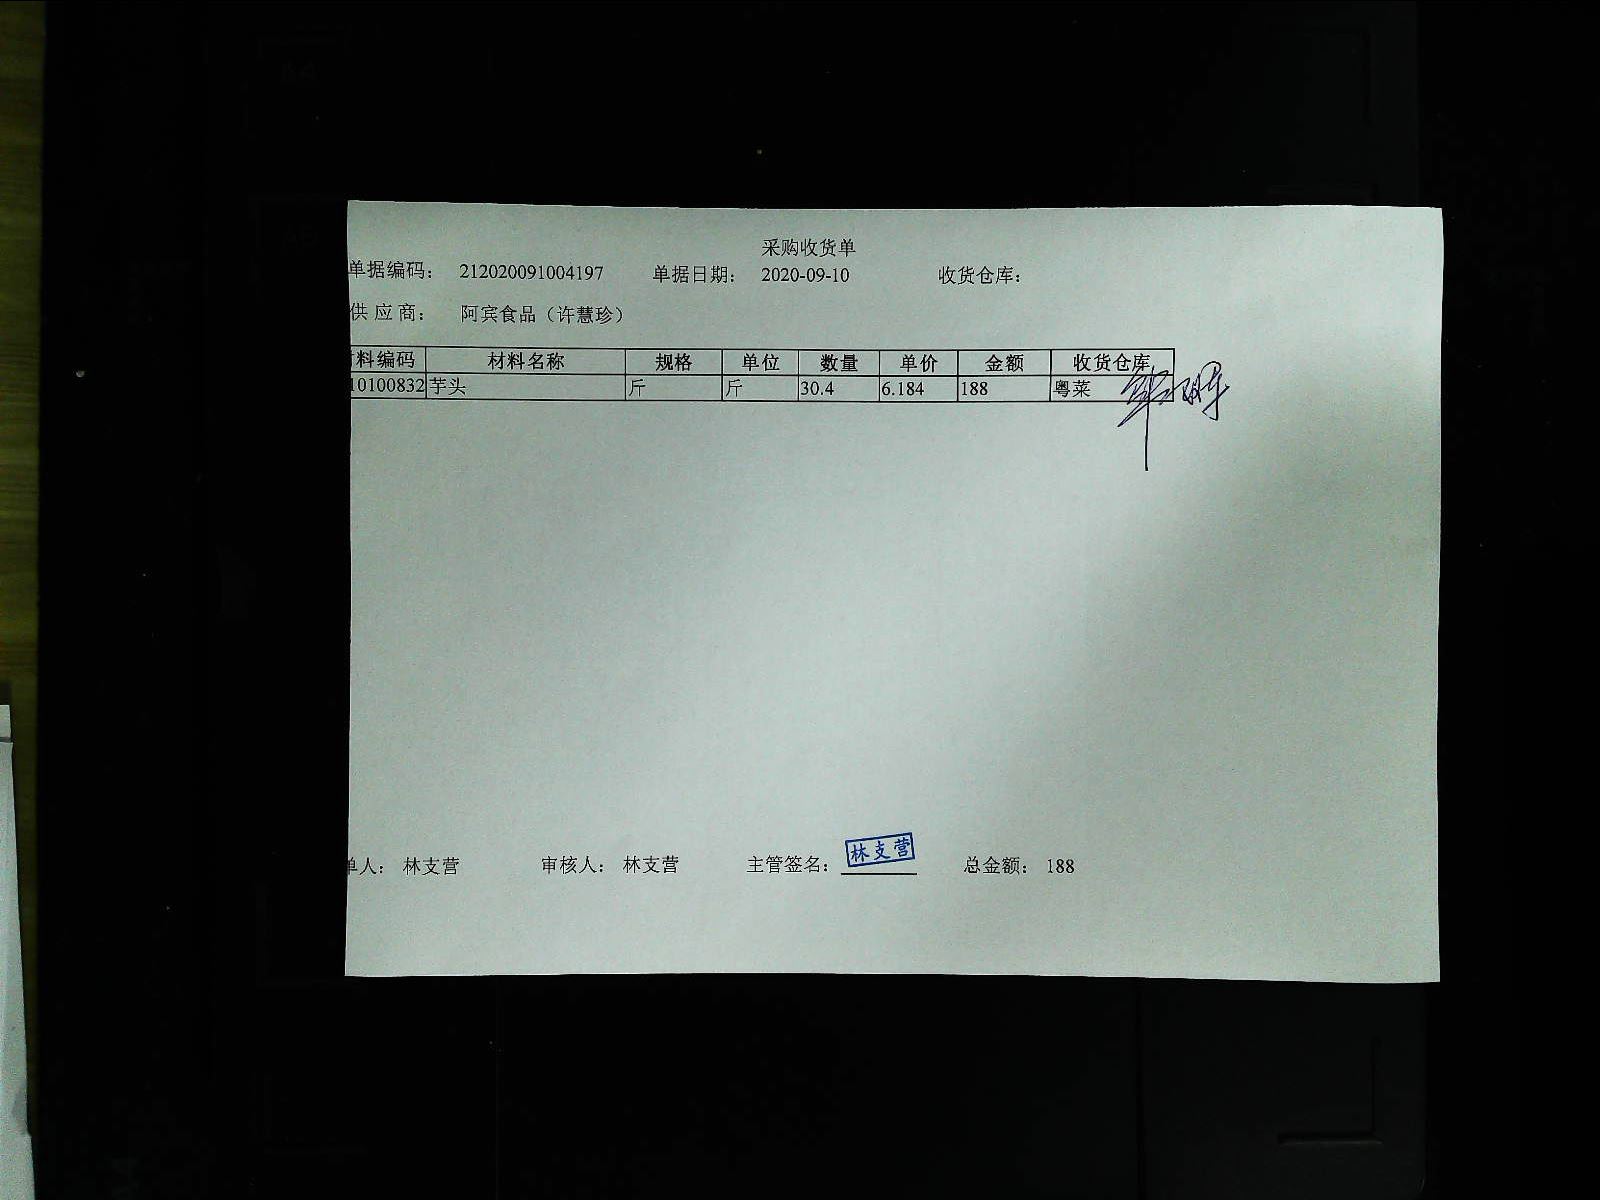 采购收货单
单据编码： 212020091004197 单据日期： 2020-09-10 收货仓库：
供应商： 阿宾食品（许慧珍）
料编码 材料名称 规格 单位 数量 单价 金额 收货仓库
10100832 芋头 斤 斤 30.4 6.184 188 粤菜
单人： 林支营 审核人： 林支营 主管签名： 林支营 总金额： 188